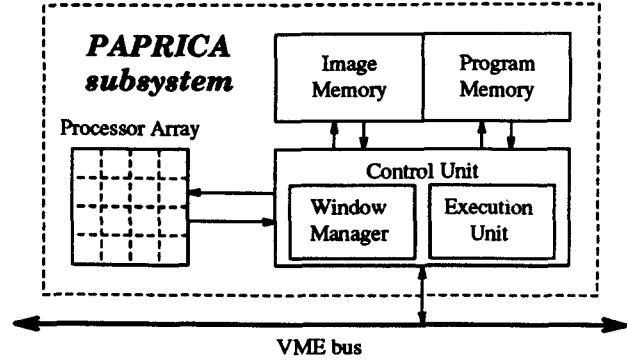 PAPRICA
subsystem
Image
Memory
Program
Memory
Processor Array
Control Unit
Window
Manager
Execution
Unit
VME bus